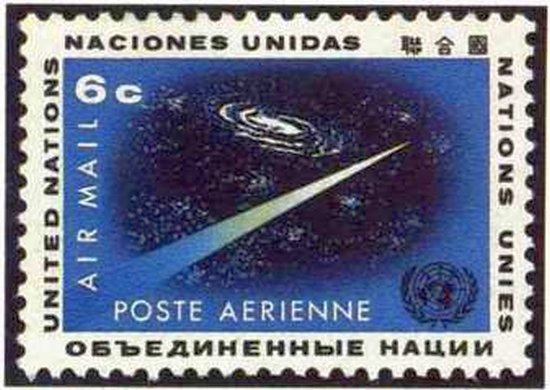 NACIONES UNIDAS
聯合國
UNITED NATIONS
6c
AIR MAIL
NATIONS UNIES
POSTE AERIENNE
ОБЪЕДИНЕННЫЕ НАЦИИ